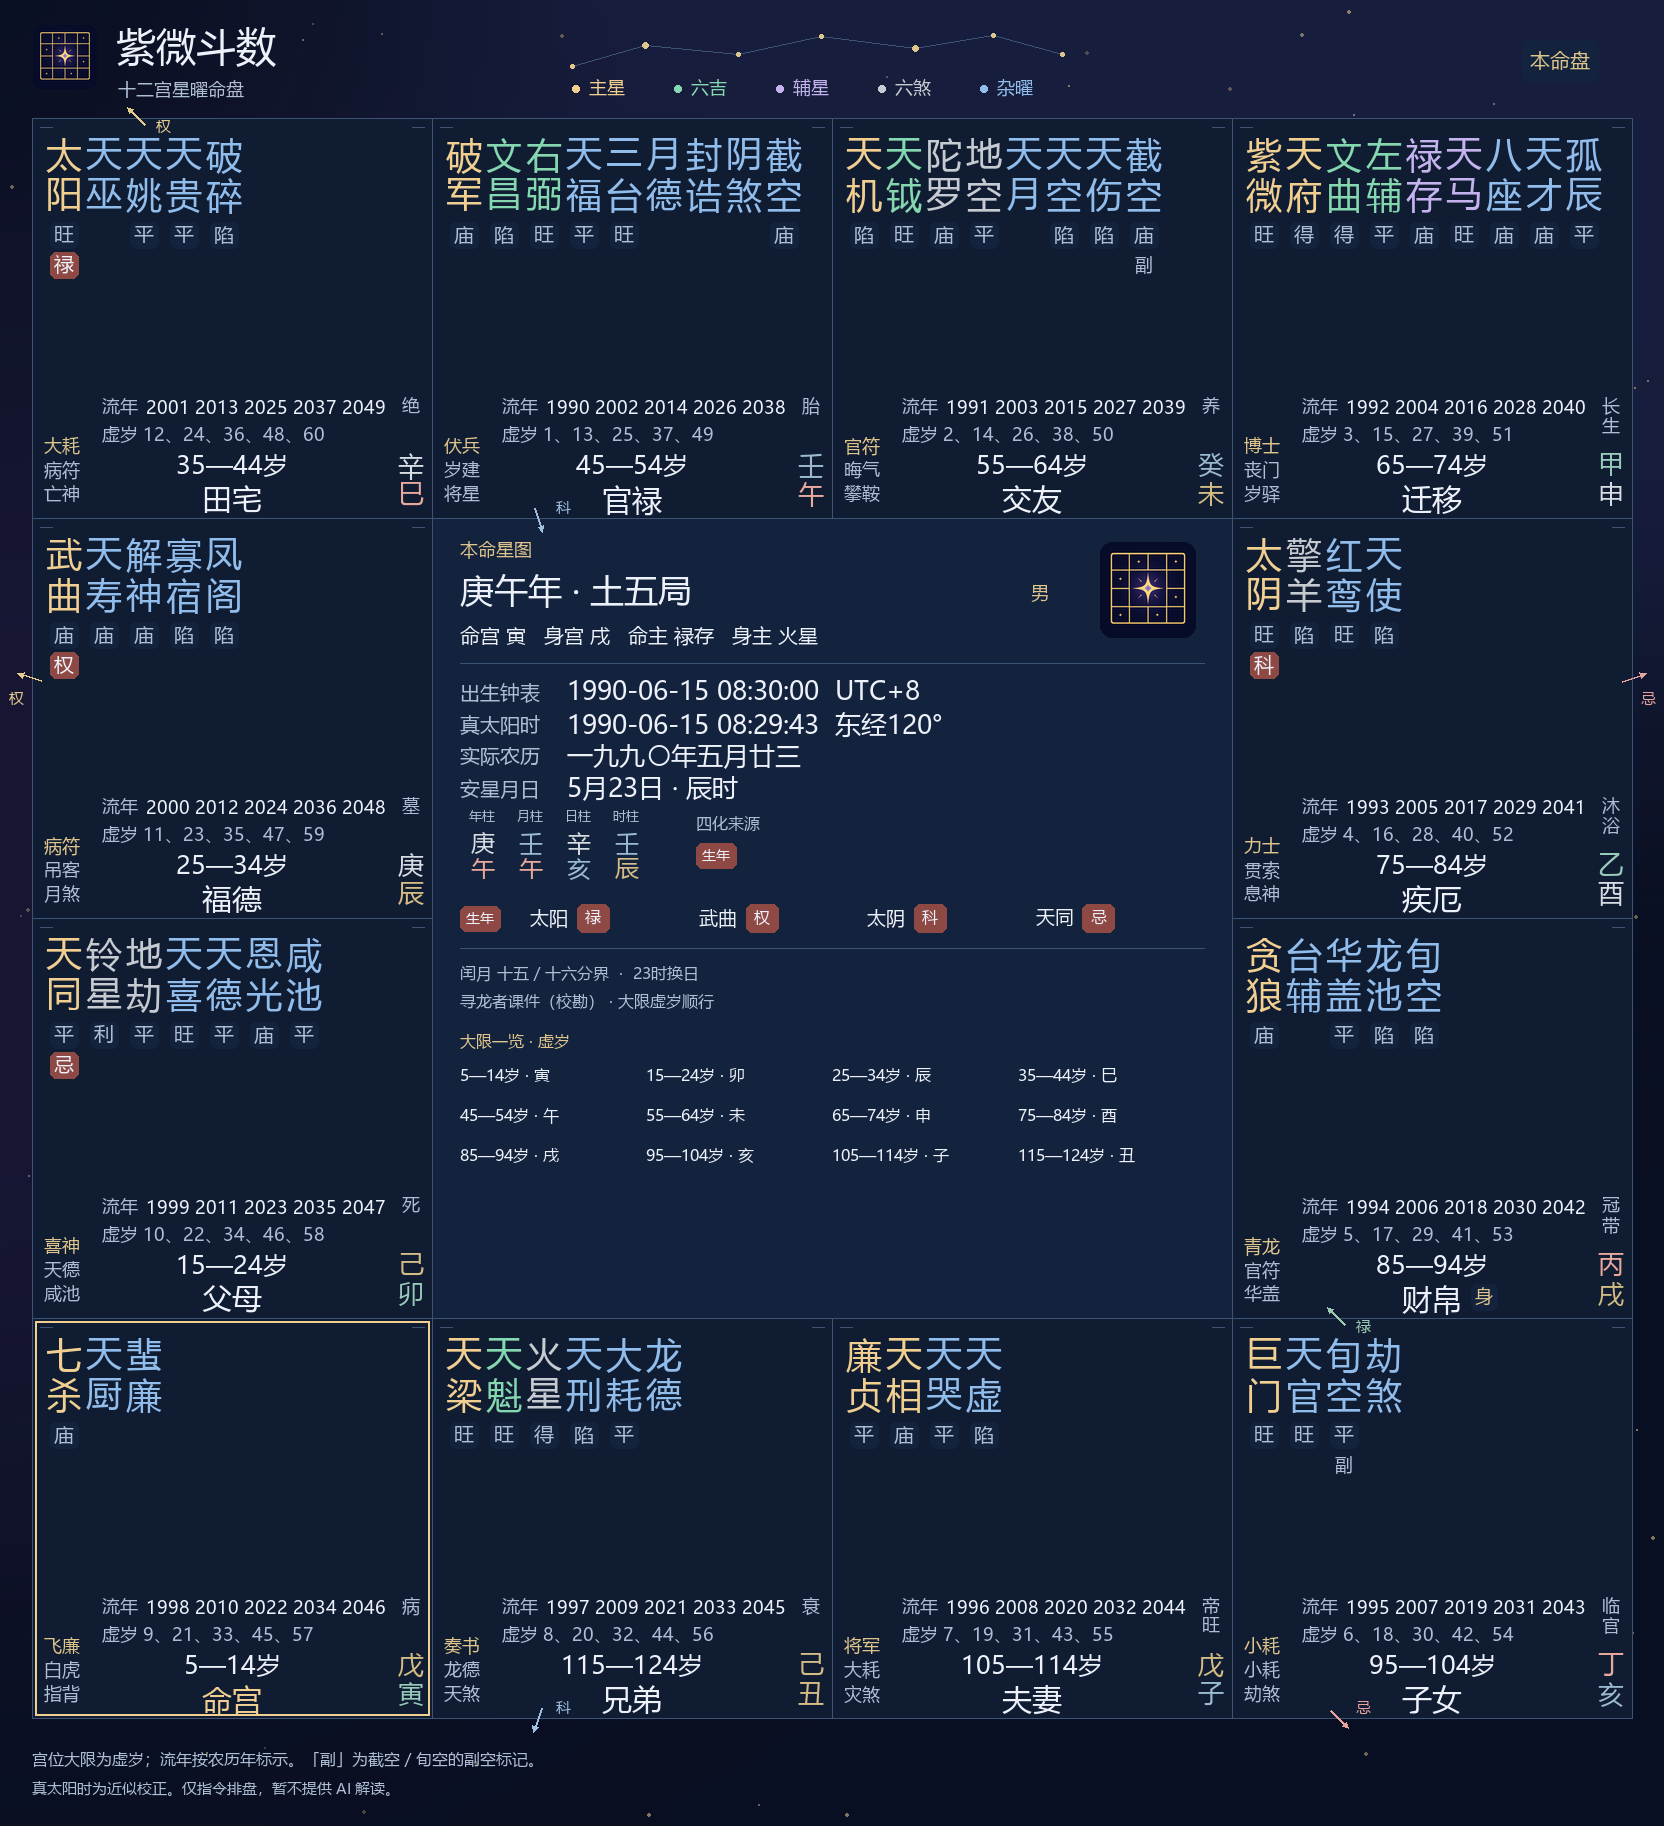 紫微斗数
十二宫星曜命盘
主星 六吉 辅星 六煞 杂曜
本命盘
权
太阳 天巫 天姚 天贵 破碎
旺 平 平 陷
禄
流年 2001 2013 2025 2037 2049 绝
虚岁 12、24、36、48、60
大耗
病符
亡神
35—44岁
田宅
辛巳
破军 文昌 右弼 天福 三台 月德 封诰 阴煞 截空
庙 陷 旺 平 旺 庙
流年 1990 2002 2014 2026 2038 胎
虚岁 1、13、25、37、49
伏兵
岁建
将星
45—54岁
官禄
壬午
科
天机 天钺 陀罗 地空 天月 天空 天伤 截空
陷 旺 庙 平 陷 陷 庙
副
流年 1991 2003 2015 2027 2039 养
虚岁 2、14、26、38、50
官符
晦气
攀鞍
55—64岁
交友
癸未
紫微 天府 文曲 左辅 禄存 天马 八座 天才 孤辰
旺 得 得 平 庙 旺 庙 庙 平
流年 1992 2004 2016 2028 2040 长生
虚岁 3、15、27、39、51
博士
丧门
岁驿
65—74岁
迁移
甲申
武曲 天寿 解神 寡宿 凤阁
庙 庙 庙 陷 陷
权
权
流年 2000 2012 2024 2036 2048 墓
虚岁 11、23、35、47、59
病符
吊客
月煞
25—34岁
福德
庚辰
本命星图
庚午年 · 土五局
男
命宫 寅 身宫 戌 命主 禄存 身主 火星
出生钟表 1990-06-15 08:30:00 UTC+8
真太阳时 1990-06-15 08:29:43 东经120°
实际农历 一九九〇年五月廿三
安星月日 5月23日 · 辰时
年柱 月柱 日柱 时柱
庚午 壬午 辛亥 壬辰
四化来源
生年
生年 太阳 禄 武曲 权 太阴 科 天同 忌
闰月 十五 / 十六分界 · 23时换日
寻龙者课件（校勘） · 大限虚岁顺行
大限一览 · 虚岁
5—14岁 · 寅 15—24岁 · 卯 25—34岁 · 辰 35—44岁 · 巳
45—54岁 · 午 55—64岁 · 未 65—74岁 · 申 75—84岁 · 酉
85—94岁 · 戌 95—104岁 · 亥 105—114岁 · 子 115—124岁 · 丑
太阴 擎羊 红鸾 天使
旺 陷 旺 陷
科
忌
流年 1993 2005 2017 2029 2041 沐浴
虚岁 4、16、28、40、52
力士
贯索
息神
75—84岁
疾厄
乙酉
天同 铃星 地劫 天喜 天德 恩光 咸池
平 利 平 旺 平 庙 平
忌
流年 1999 2011 2023 2035 2047 死
虚岁 10、22、34、46、58
喜神
天德
咸池
15—24岁
父母
己卯
贪狼 台辅 华盖 龙池 旬空
庙 平 陷 陷
流年 1994 2006 2018 2030 2042 冠带
虚岁 5、17、29、41、53
青龙
官符
华盖
85—94岁
财帛 身
丙戌
禄
七杀 天厨 蜚廉
庙
流年 1998 2010 2022 2034 2046 病
虚岁 9、21、33、45、57
飞廉
白虎
指背
5—14岁
命宫
戊寅
天梁 天魁 火星 天刑 大耗 龙德
旺 旺 得 陷 平
流年 1997 2009 2021 2033 2045 衰
虚岁 8、20、32、44、56
奏书
龙德
天煞
115—124岁
兄弟
己丑
科
廉贞 天相 天哭 天虚
平 庙 平 陷
流年 1996 2008 2020 2032 2044 帝旺
虚岁 7、19、31、43、55
将军
大耗
灾煞
105—114岁
夫妻
戊子
巨门 天官 旬空 劫煞
旺 旺 平
副
流年 1995 2007 2019 2031 2043 临官
虚岁 6、18、30、42、54
小耗
小耗
劫煞
95—104岁
子女
丁亥
忌
宫位大限为虚岁；流年按农历年标示。「副」为截空 / 旬空的副空标记。
真太阳时为近似校正。仅指令排盘，暂不提供 AI 解读。